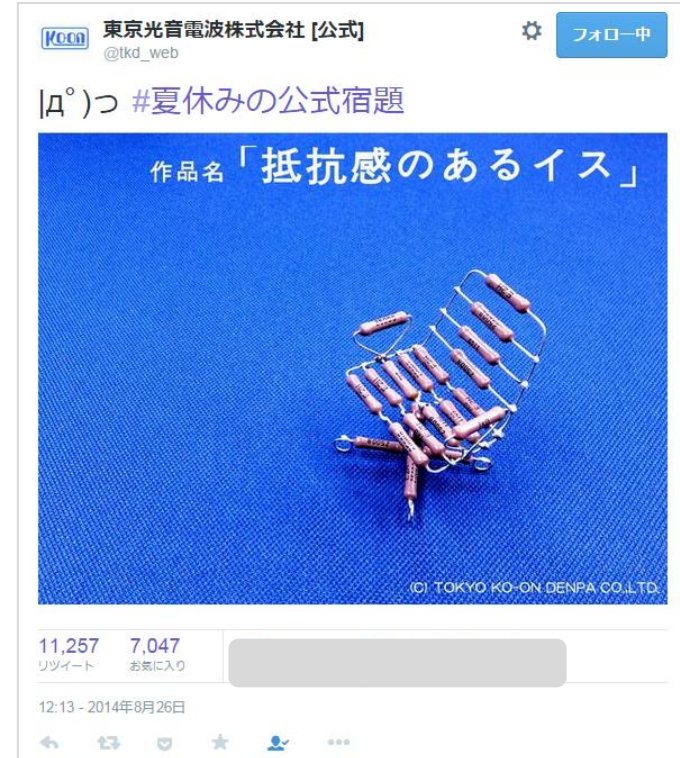 Koon
東京光音電波株式会社 [公式]
@tkd_web
フォロー中
|д゚)つ #夏休みの公式宿題
作品名「抵抗感のあるイス」
(C) TOKYO KO-ON DENPA CO.,LTD.
11,257 7,047
リツイート お気に入り
12:13 - 2014年8月26日